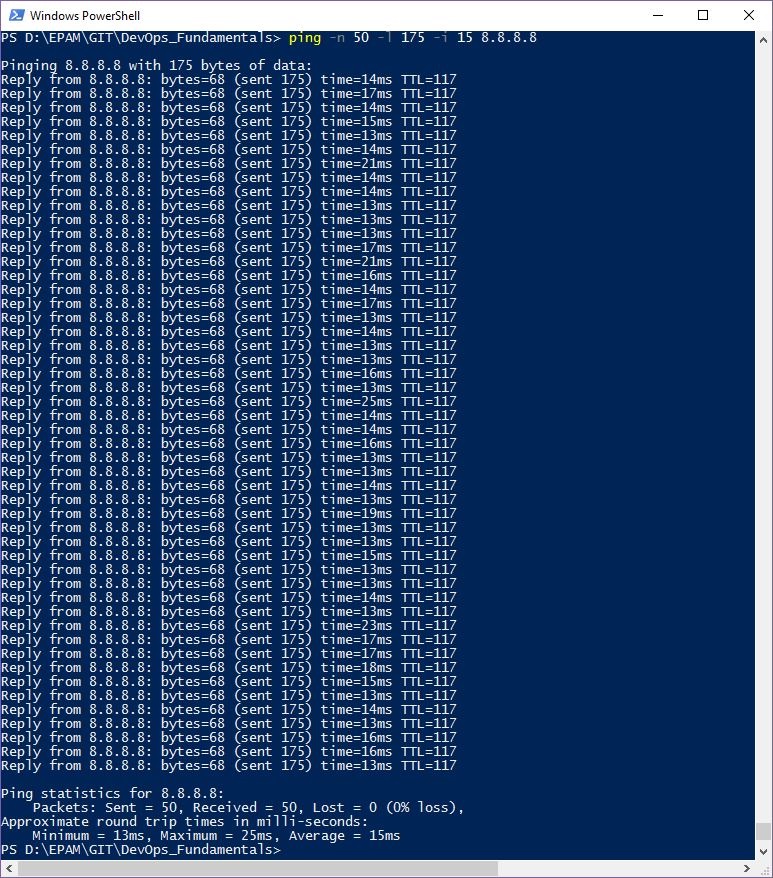 Windows PowerShell
PS D:\EPAM\GIT\DevOps_Fundamentals> ping -n 50 -l 175 -i 15 8.8.8.8
Pinging 8.8.8.8 with 175 bytes of data:
Reply from 8.8.8.8: bytes=68 (sent 175) time=14ms TTL=117
Reply from 8.8.8.8: bytes=68 (sent 175) time=17ms TTL=117
Reply from 8.8.8.8: bytes=68 (sent 175) time=14ms TTL=117
Reply from 8.8.8.8: bytes=68 (sent 175) time=15ms TTL=117
Reply from 8.8.8.8: bytes=68 (sent 175) time=13ms TTL=117
Reply from 8.8.8.8: bytes=68 (sent 175) time=14ms TTL=117
Reply from 8.8.8.8: bytes=68 (sent 175) time=21ms TTL=117
Reply from 8.8.8.8: bytes=68 (sent 175) time=14ms TTL=117
Reply from 8.8.8.8: bytes=68 (sent 175) time=14ms TTL=117
Reply from 8.8.8.8: bytes=68 (sent 175) time=13ms TTL=117
Reply from 8.8.8.8: bytes=68 (sent 175) time=13ms TTL=117
Reply from 8.8.8.8: bytes=68 (sent 175) time=13ms TTL=117
Reply from 8.8.8.8: bytes=68 (sent 175) time=17ms TTL=117
Reply from 8.8.8.8: bytes=68 (sent 175) time=21ms TTL=117
Reply from 8.8.8.8: bytes=68 (sent 175) time=16ms TTL=117
Reply from 8.8.8.8: bytes=68 (sent 175) time=14ms TTL=117
Reply from 8.8.8.8: bytes=68 (sent 175) time=17ms TTL=117
Reply from 8.8.8.8: bytes=68 (sent 175) time=13ms TTL=117
Reply from 8.8.8.8: bytes=68 (sent 175) time=14ms TTL=117
Reply from 8.8.8.8: bytes=68 (sent 175) time=13ms TTL=117
Reply from 8.8.8.8: bytes=68 (sent 175) time=13ms TTL=117
Reply from 8.8.8.8: bytes=68 (sent 175) time=16ms TTL=117
Reply from 8.8.8.8: bytes=68 (sent 175) time=13ms TTL=117
Reply from 8.8.8.8: bytes=68 (sent 175) time=25ms TTL=117
Reply from 8.8.8.8: bytes=68 (sent 175) time=14ms TTL=117
Reply from 8.8.8.8: bytes=68 (sent 175) time=14ms TTL=117
Reply from 8.8.8.8: bytes=68 (sent 175) time=16ms TTL=117
Reply from 8.8.8.8: bytes=68 (sent 175) time=13ms TTL=117
Reply from 8.8.8.8: bytes=68 (sent 175) time=13ms TTL=117
Reply from 8.8.8.8: bytes=68 (sent 175) time=14ms TTL=117
Reply from 8.8.8.8: bytes=68 (sent 175) time=13ms TTL=117
Reply from 8.8.8.8: bytes=68 (sent 175) time=19ms TTL=117
Reply from 8.8.8.8: bytes=68 (sent 175) time=13ms TTL=117
Reply from 8.8.8.8: bytes=68 (sent 175) time=13ms TTL=117
Reply from 8.8.8.8: bytes=68 (sent 175) time=15ms TTL=117
Reply from 8.8.8.8: bytes=68 (sent 175) time=13ms TTL=117
Reply from 8.8.8.8: bytes=68 (sent 175) time=13ms TTL=117
Reply from 8.8.8.8: bytes=68 (sent 175) time=14ms TTL=117
Reply from 8.8.8.8: bytes=68 (sent 175) time=13ms TTL=117
Reply from 8.8.8.8: bytes=68 (sent 175) time=23ms TTL=117
Reply from 8.8.8.8: bytes=68 (sent 175) time=17ms TTL=117
Reply from 8.8.8.8: bytes=68 (sent 175) time=17ms TTL=117
Reply from 8.8.8.8: bytes=68 (sent 175) time=18ms TTL=117
Reply from 8.8.8.8: bytes=68 (sent 175) time=15ms TTL=117
Reply from 8.8.8.8: bytes=68 (sent 175) time=13ms TTL=117
Reply from 8.8.8.8: bytes=68 (sent 175) time=14ms TTL=117
Reply from 8.8.8.8: bytes=68 (sent 175) time=13ms TTL=117
Reply from 8.8.8.8: bytes=68 (sent 175) time=16ms TTL=117
Reply from 8.8.8.8: bytes=68 (sent 175) time=16ms TTL=117
Reply from 8.8.8.8: bytes=68 (sent 175) time=13ms TTL=117
Ping statistics for 8.8.8.8:
Packets: Sent = 50, Received = 50, Lost = 0 (0% loss),
Approximate round trip times in milli-seconds:
Minimum = 13ms, Maximum = 25ms, Average = 15ms
PS D:\EPAM\GIT\DevOps_Fundamentals>